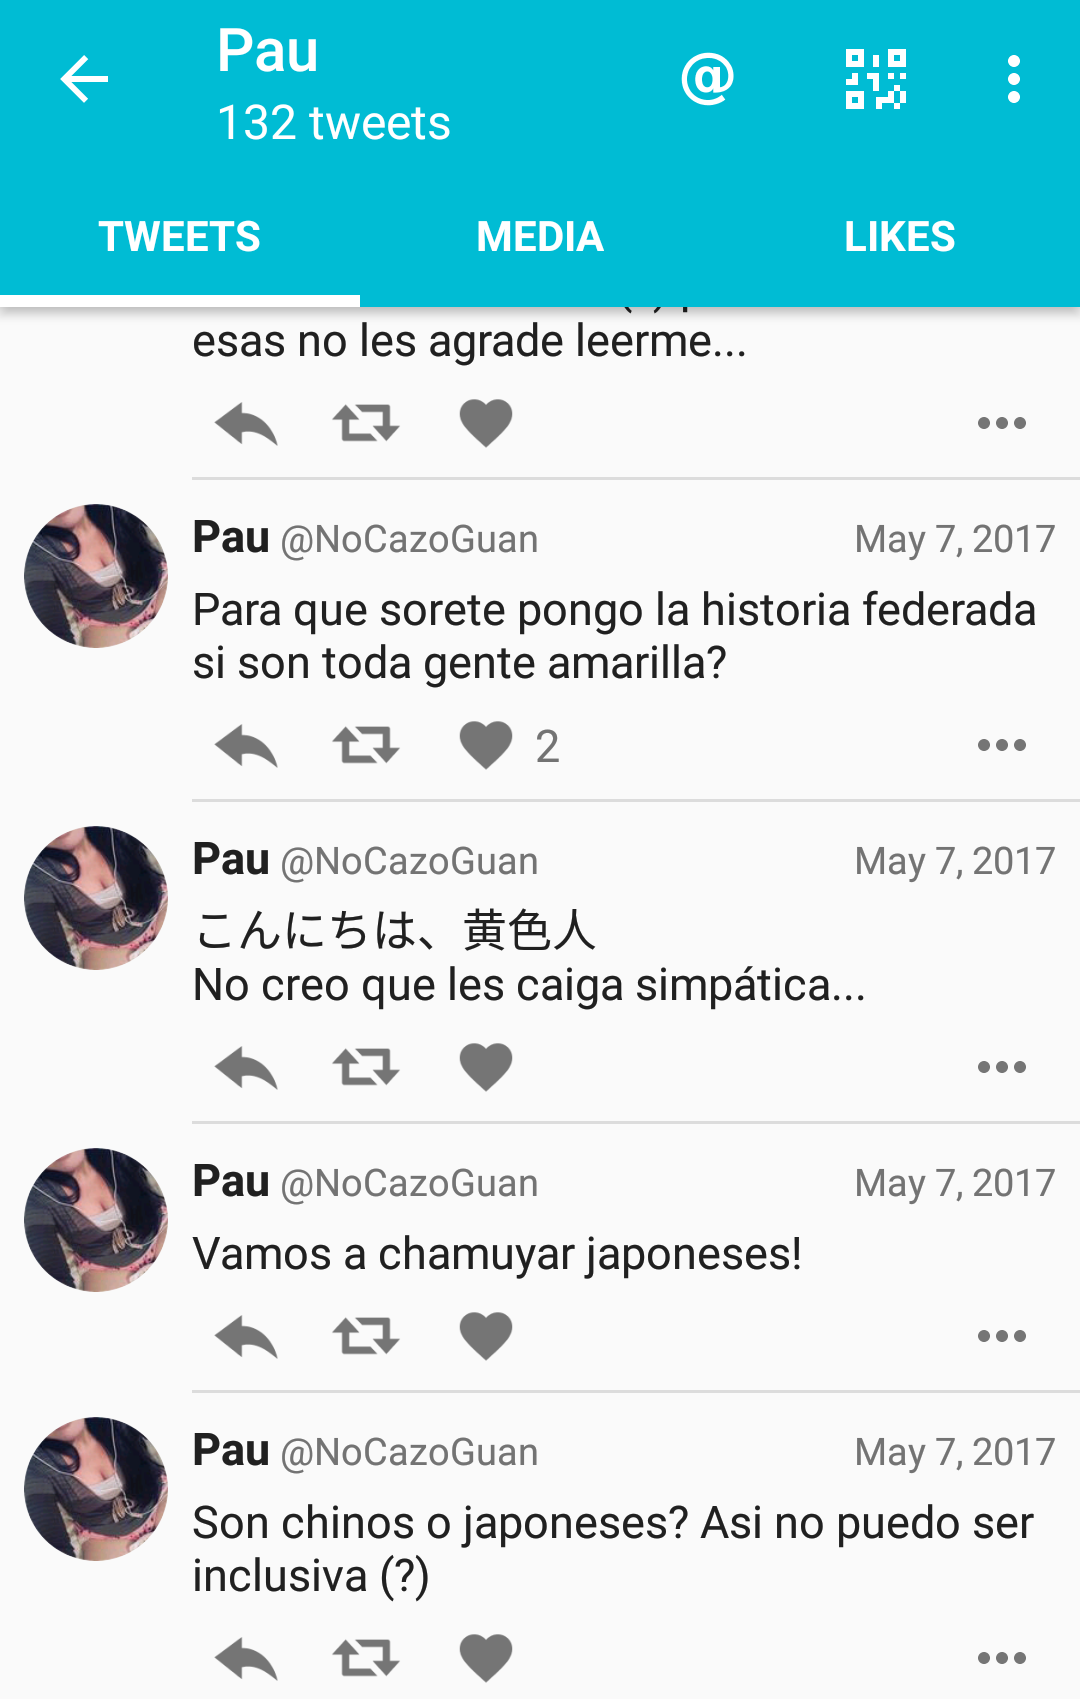 Pau
132 tweets
@
TWEETS MEDIA LIKES
esas no les agrade leerme...
Pau @NoCazoGuan May 7, 2017
Para que sorete pongo la historia federada
si son toda gente amarilla?
2
Pau @NoCazoGuan May 7, 2017
こんにちは、黄色人
No creo que les caiga simpática...
Pau @NoCazoGuan May 7, 2017
Vamos a chamuyar japoneses!
Pau @NoCazoGuan May 7, 2017
Son chinos o japoneses? Asi no puedo ser
inclusiva (?)